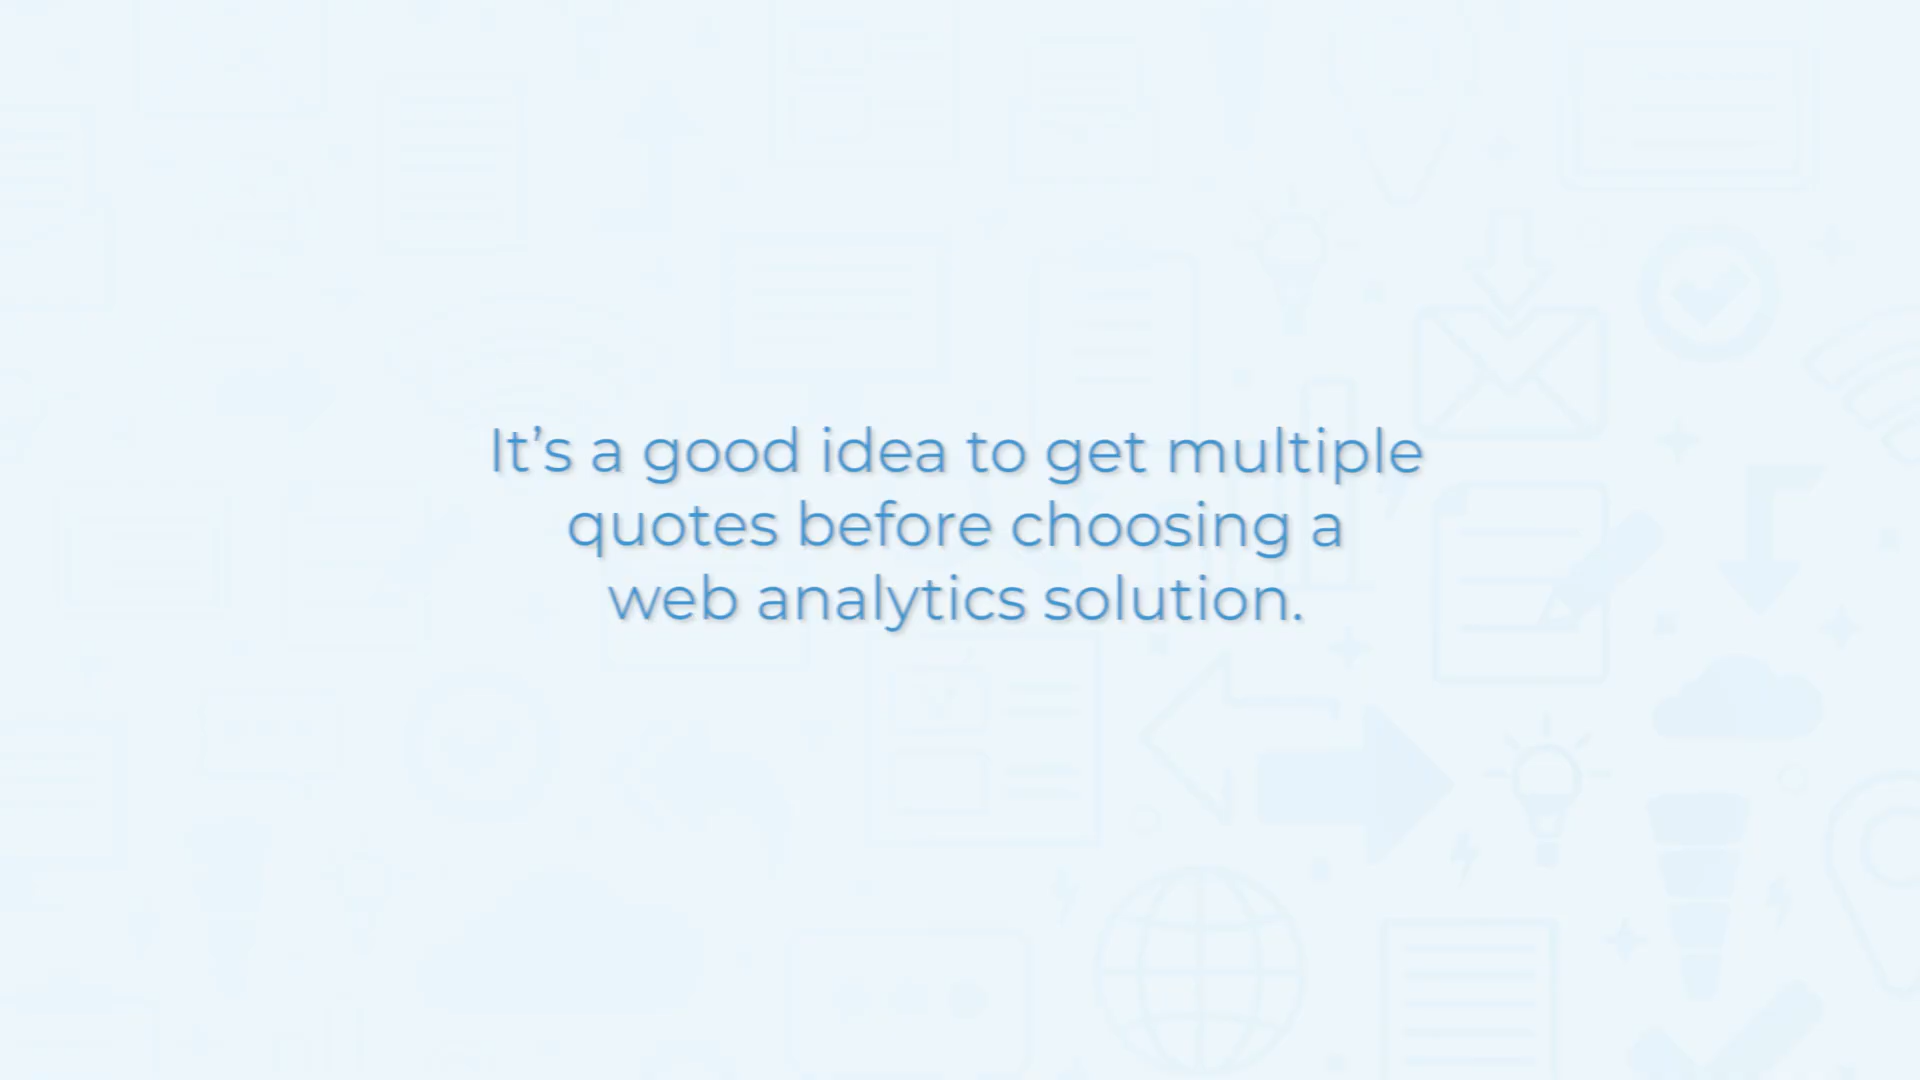 It’s a good idea to get multiple
quotes before choosing a
web analytics solution.